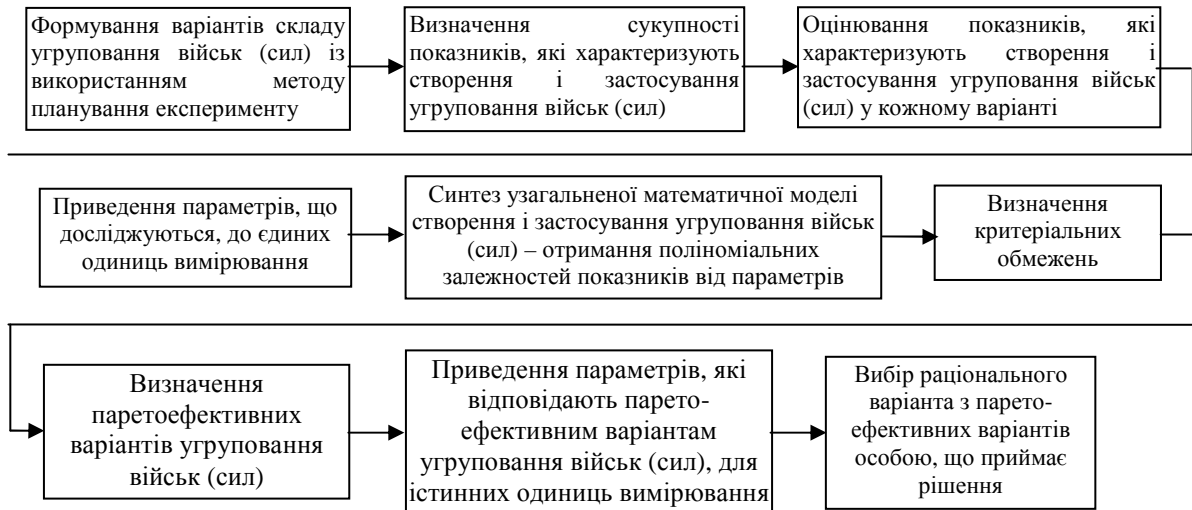 Формування варіантів складу
угруповання військ (сил) із
використанням методу
планування експерименту
Визначення сукупності
показників, які характеризують
створення і застосування
угруповання військ (сил)
Оцінювання показників, які
характеризують створення і
застосування угруповання військ
(сил) у кожному варіанті
Приведення параметрів, що
досліджуються, до єдиних
одиниць вимірювання
Синтез узагальненої математичної моделі
створення і застосування угруповання військ
(сил) – отримання поліноміальних
залежностей показників від параметрів
Визначення
критеріальних
обмежень
Визначення
паретоефективних
варіантів угруповання
військ (сил)
Приведення параметрів, які
відповідають парето-
ефективним варіантам
угруповання військ (сил), для
істинних одиниць вимірювання
Вибір раціонального
варіанта з парето-
ефективних варіантів
особою, що приймає
рішення